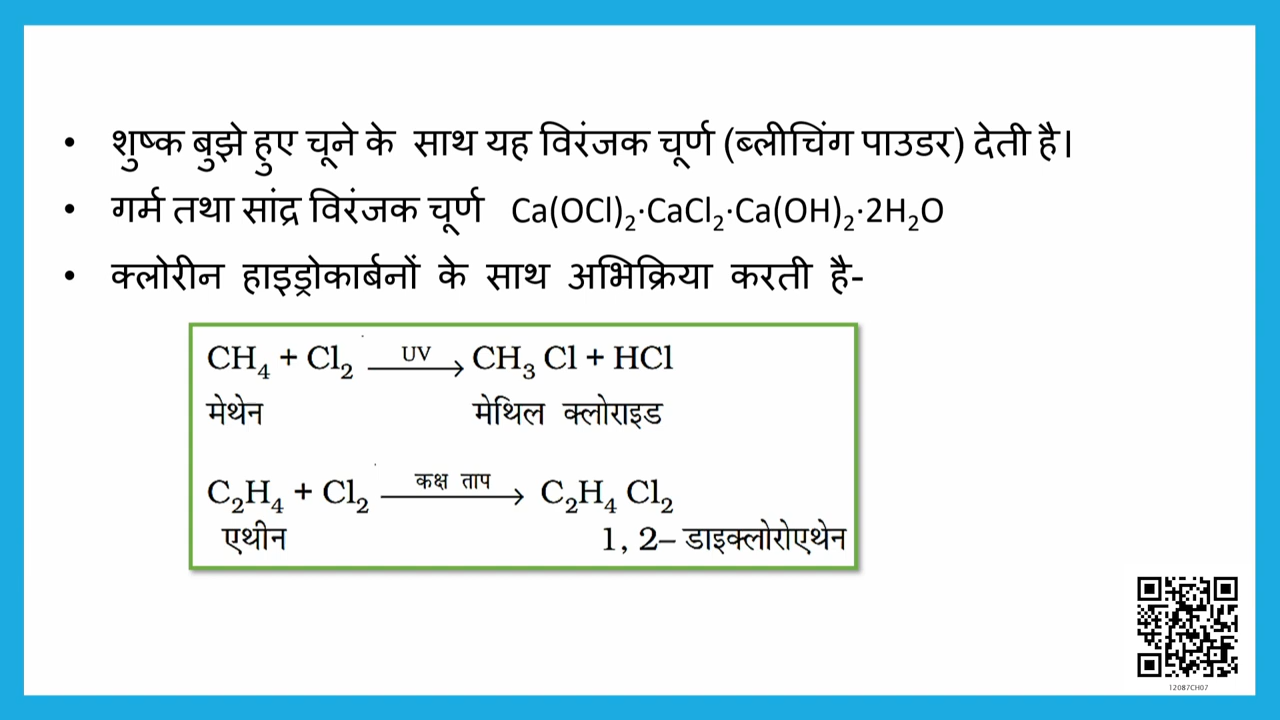 • शुष्क बुझे हुए चूने के साथ यह विरंजक चूर्ण (ब्लीचिंग पाउडर) देती है।
• गर्म तथा सांद्र विरंजक चूर्ण Ca(OCl)₂·CaCl₂·Ca(OH)₂·2H₂O
• क्लोरीन हाइड्रोकार्बनों के साथ अभिक्रिया करती है-
CH₄ + Cl₂ UV⟶ CH₃ Cl + HCl
मेथेन मेथिल क्लोराइड
C₂H₄ + Cl₂ कक्ष ताप⟶ C₂H₄ Cl₂
एथीन 1, 2– डाइक्लोरोएथेन
12087CH07